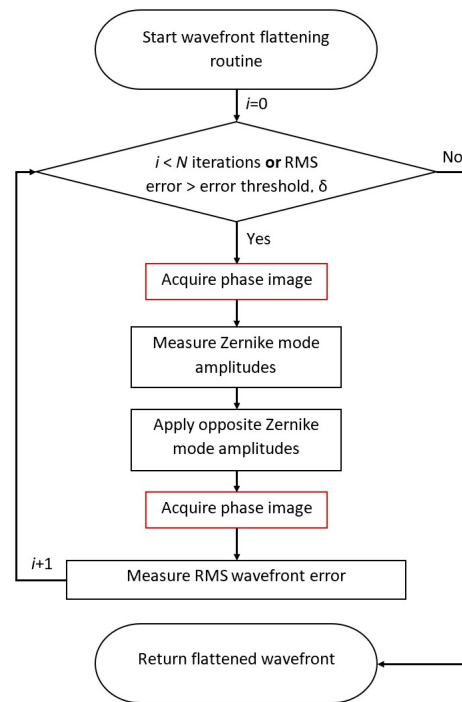 Start wavefront flattening
routine
i=0
i < N iterations or RMS
error > error threshold, δ
No
Yes
Acquire phase image
Measure Zernike mode
amplitudes
Apply opposite Zernike
mode amplitudes
Acquire phase image
i+1
Measure RMS wavefront error
Return flattened wavefront